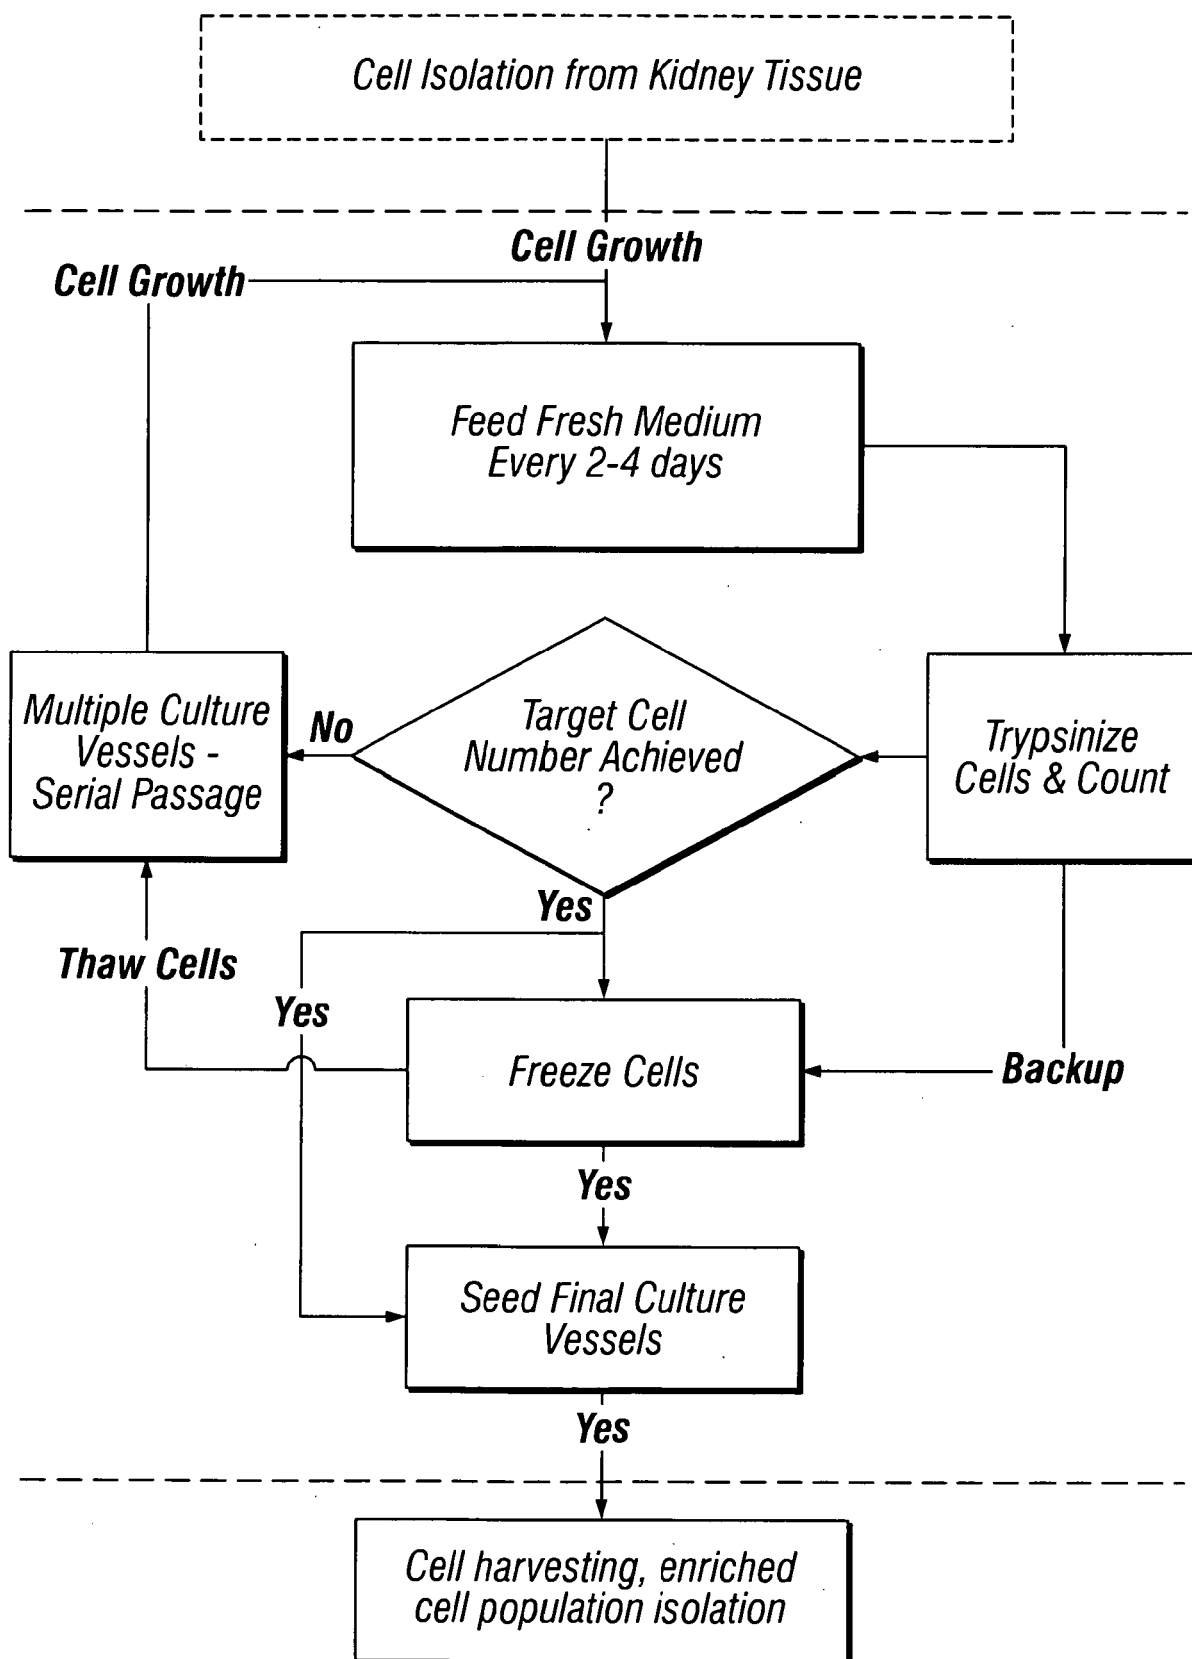 Cell Isolation from Kidney Tissue
Cell Growth
Cell Growth
Feed Fresh Medium
Every 2-4 days
Multiple Culture
Vessels -
Serial Passage
No
Target Cell
Number Achieved
?
Trypsinize
Cells & Count
Yes
Thaw Cells
Yes
Freeze Cells
Backup
Yes
Seed Final Culture
Vessels
Yes
Cell harvesting, enriched
cell population isolation